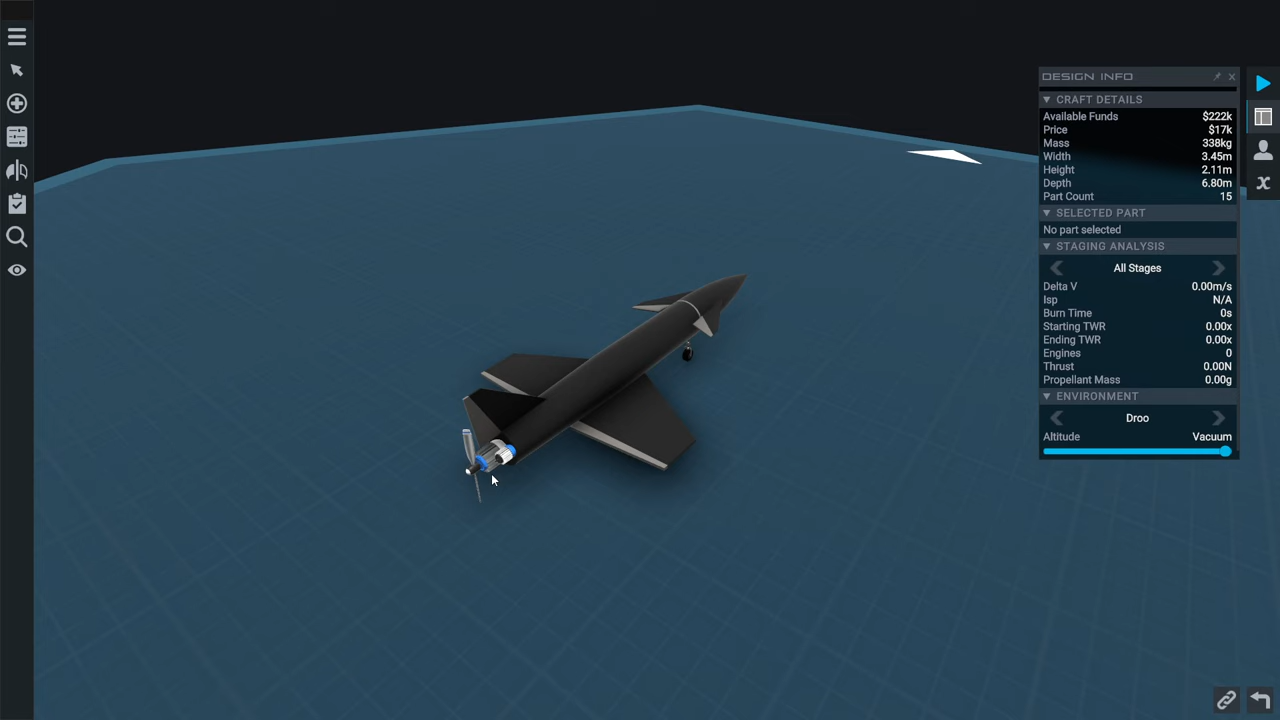 DESIGN INFO
CRAFT DETAILS
Available Funds $222k
Price $17k
Mass 338kg
Width 3.45m
Height 2.11m
Depth 6.80m
Part Count 15
SELECTED PART
No part selected
STAGING ANALYSIS
All Stages
Delta V 0.00m/s
Isp N/A
Burn Time 0s
Starting TWR 0.00x
Ending TWR 0.00x
Engines 0
Thrust 0.00N
Propellant Mass 0.00g
ENVIRONMENT
Droo
Altitude Vacuum